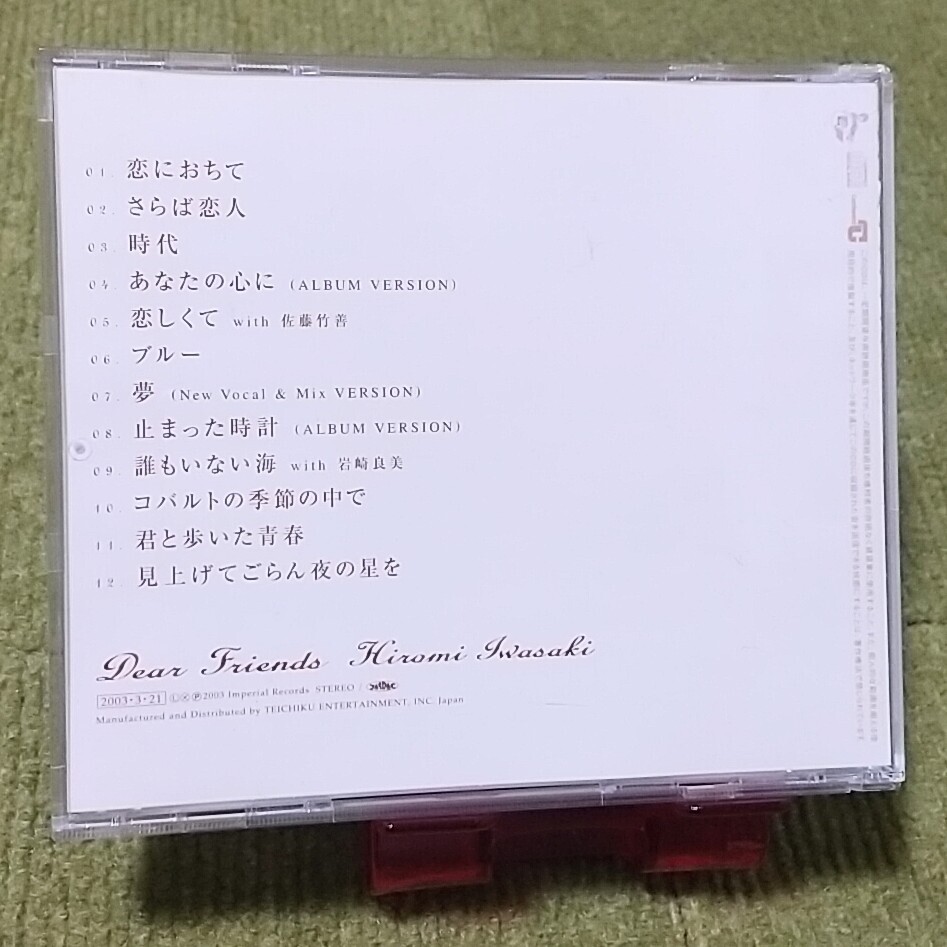 01. 恋におちて
02. さらば恋人
03. 時代
04. あなたの心に (ALBUM VERSION)
05. 恋しくて with 佐藤竹善
06. ブルー
07. 夢 (New Vocal & Mix VERSION)
08. 止まった時計 (ALBUM VERSION)
09. 誰もいない海 with 岩崎良美
10. コバルトの季節の中で
11. 君と歩いた青春
12. 見上げてごらん夜の星を
Dear Friends Hiromi Iwasaki
2003・3・21 Ⓛ Ⓧ Ⓟ2003 Imperial Records STEREO /
Manufactured and Distributed by TEICHIKU ENTERTAINMENT, INC. Japan